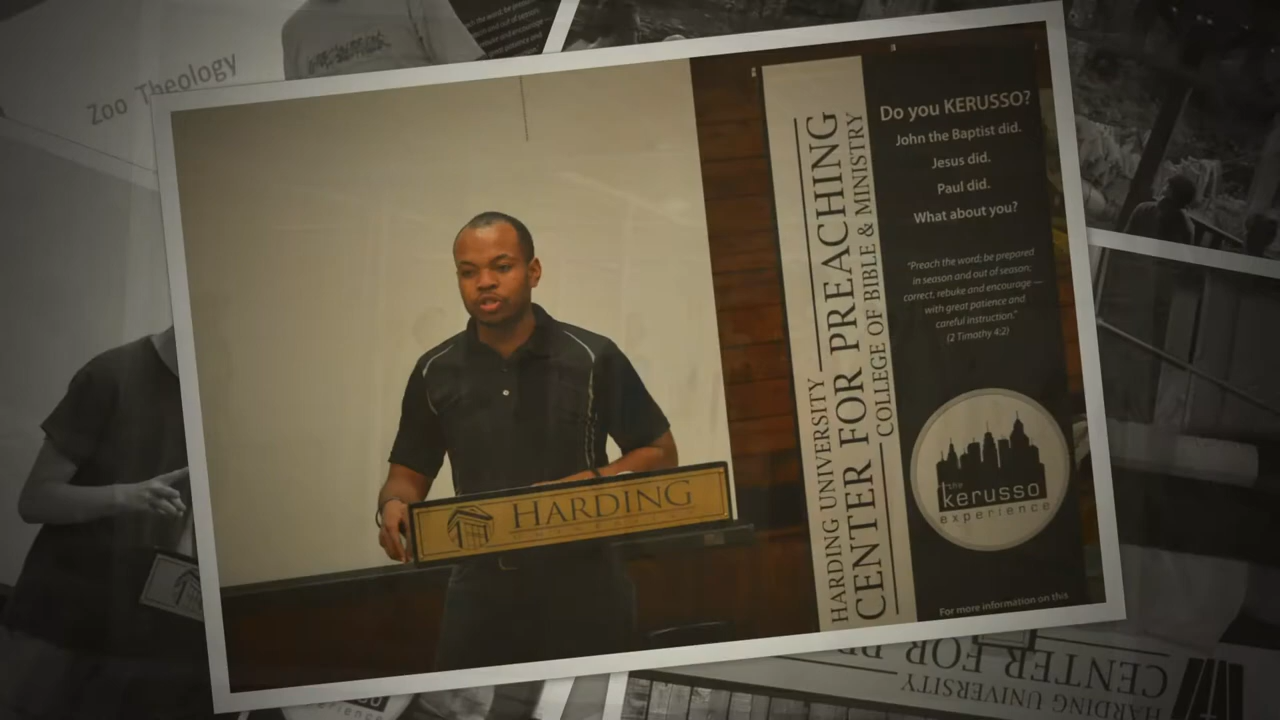 Zoo Theology
HARDING
UNIVERSITY
HARDING UNIVERSITY
CENTER FOR PREACHING
COLLEGE OF BIBLE & MINISTRY
Do you KERUSSO?
John the Baptist did.
Jesus did.
Paul did.
What about you?
"Preach the word; be prepared
in season and out of season;
correct, rebuke and encourage —
with great patience and
careful instruction."
(2 Timothy 4:2)
the
kerusso
experience
For more information on this
HARDING UNIVERSITY
CENTER FOR PR